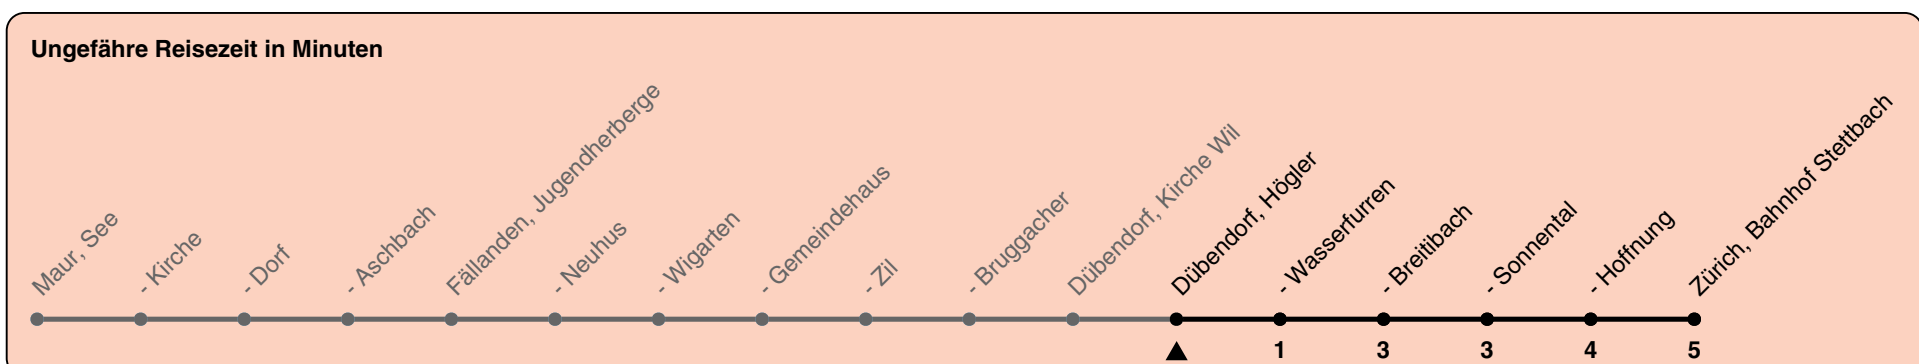 Ungefähre Reisezeit in Minuten
Maur, See
- Kirche
- Dorf
- Aschbach
Fällanden, Jugendherberge
- Neuhus
- Wigarten
- Gemeindehaus
- Zil
- Bruggacher
Dübendorf, Kirche Wil
Dübendorf, Högler
- Wasserfurren
- Breitibach
- Sonnental
- Hoffnung
Zürich, Bahnhof Stettbach
1 3 3 4 5